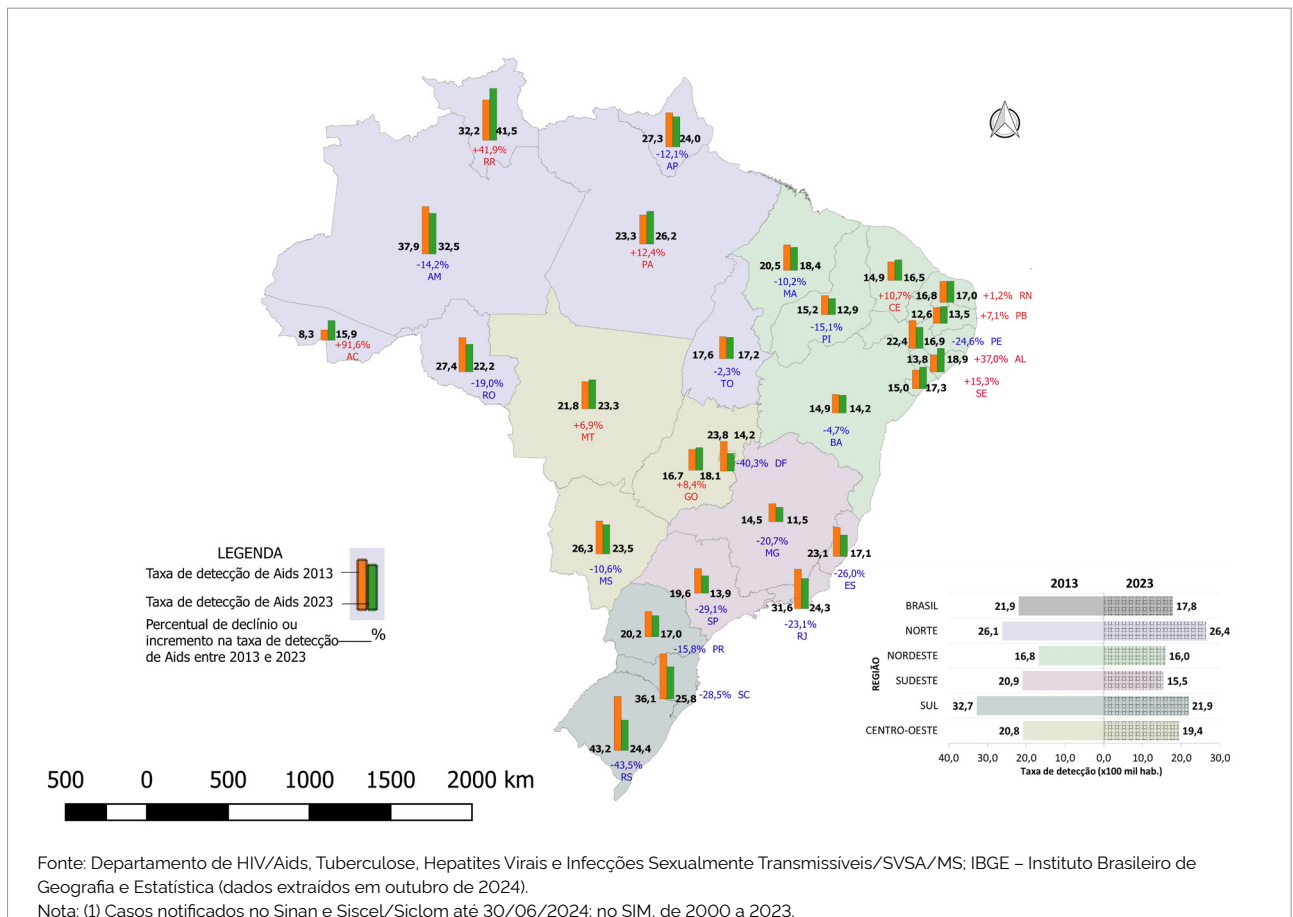 32,2 41,5
+41,9%
RR
27,3 24,0
-12,1%
AP
37,9 32,5
-14,2%
AM
23,3 26,2
+12,4%
PA
20,5 18,4
-10,2%
MA
14,9 16,5
+10,7%
CE
16,8 17,0 +1,2% RN
12,6 13,5 +7,1% PB
15,2 12,9
-15,1%
PI
22,4 16,9 -24,6% PE
13,8 18,9 +37,0% AL
15,0 17,3
+15,3%
SE
8,3 15,9
+91,6%
AC
27,4 22,2
-19,0%
RO
17,6 17,2
-2,3%
TO
21,8 23,3
+6,9%
MT
14,9 14,2
-4,7%
BA
23,8 14,2
-40,3% DF
16,7 18,1
+8,4%
GO
14,5 11,5
-20,7%
MG
26,3 23,5
-10,6%
MS
23,1 17,1
-26,0%
ES
19,6 13,9
-29,1%
SP
31,6 24,3
-23,1%
RJ
20,2 17,0
-15,8% PR
36,1 25,8 -28,5% SC
43,2 24,4
-43,5%
RS
LEGENDA
Taxa de detecção de Aids 2013
Taxa de detecção de Aids 2023
Percentual de declínio ou
incremento na taxa de detecção %
de Aids entre 2013 e 2023
500 0 500 1000 1500 2000 km
2013 2023
REGIÃO
BRASIL 21,9 17,8
NORTE 26,1 26,4
NORDESTE 16,8 16,0
SUDESTE 20,9 15,5
SUL 32,7 21,9
CENTRO-OESTE 20,8 19,4
40,0 30,0 20,0 10,0 0,0 10,0 20,0 30,0
Taxa de detecção (x100 mil hab.)
Fonte: Departamento de HIV/Aids, Tuberculose, Hepatites Virais e Infecções Sexualmente Transmissíveis/SVSA/MS; IBGE – Instituto Brasileiro de
Geografia e Estatística (dados extraídos em outubro de 2024).
Nota: (1) Casos notificados no Sinan e Siscel/Siclom até 30/06/2024; no SIM, de 2000 a 2023.